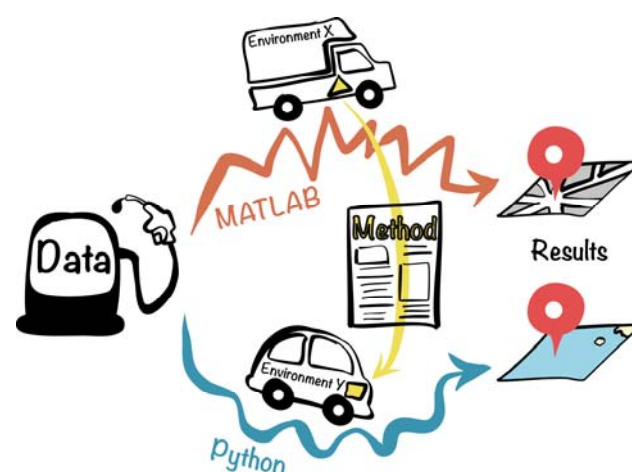 Environment X
MATLAB
Data
Method
Results
Environment Y
Python